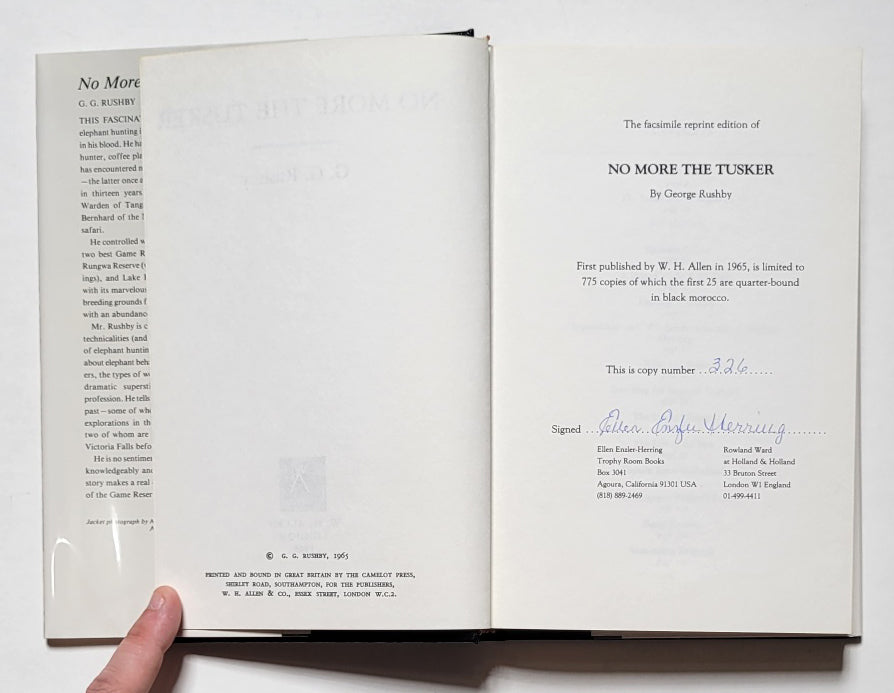 No More
G. G. RUSHBY
THIS FASCINA
elephant hunting i
in his blood. He h
hunter, coffee pla
has encountered m
—the latter once a
in thirteen years
Warden of Tang
Bernhard of the
safari.
He controlled w
two best Game R
Rungwa Reserve (
ings), and Lake
with its marvelou
breeding grounds f
with an abundanc
Mr. Rushby is c
technicalities (and
of elephant huntin
about elephant beh
ers, the types of w
dramatic supersti
profession. He tells
past—some of wh
explorations in th
two of whom are
Victoria Falls befo
He is no sentimen
knowledgeably and
story makes a real
of the Game Reser
Jacket photograph by A
© G. G. RUSHBY, 1965
PRINTED AND BOUND IN GREAT BRITAIN BY THE CAMELOT PRESS,
SHIRLEY ROAD, SOUTHAMPTON, FOR THE PUBLISHERS,
W. H. ALLEN & CO., ESSEX STREET, LONDON W.C.2.
The facsimile reprint edition of
NO MORE THE TUSKER
By George Rushby
First published by W. H. Allen in 1965, is limited to
775 copies of which the first 25 are quarter-bound
in black morocco.
This is copy number ..326.....
Signed ...Ellen Enzler Herring........
Ellen Enzler-Herring
Trophy Room Books
Box 3041
Agoura, California 91301 USA
(818) 889-2469
Rowland Ward
at Holland & Holland
33 Bruton Street
London W1 England
01-499-4411